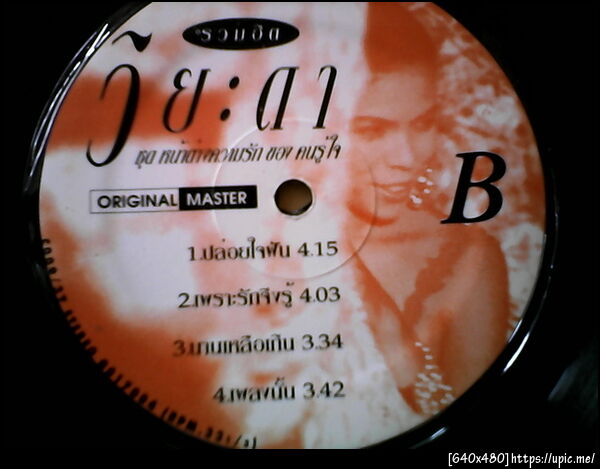 รวมฮิต
วิยะดา
ชุด หน้าต่างความรัก ของ คนรู้ใจ
ORIGINAL MASTER
B
1.ปล่อยใจฝัน 4.15
2.เพราะรักจึงรู้ 4.03
3.นานเหลือเกิน 3.34
4.เพลงนั้น 3.42
[640x480]https://upic.me/